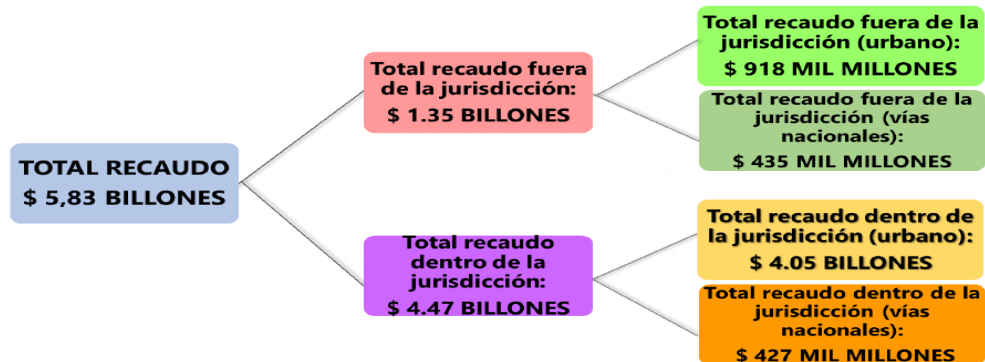 TOTAL RECAUDO
$ 5,83 BILLONES
Total recaudo fuera
de la jurisdicción:
$ 1.35 BILLONES
Total recaudo fuera de la
jurisdicción (urbano):
$ 918 MIL MILLONES
Total recaudo fuera de la
jurisdicción (vías
nacionales):
$ 435 MIL MILLONES
Total recaudo
dentro de la
jurisdicción:
$ 4.47 BILLONES
Total recaudo dentro de
la jurisdicción (urbano):
$ 4.05 BILLONES
Total recaudo dentro de la
jurisdicción (vías
nacionales):
$ 427 MIL MILLONES